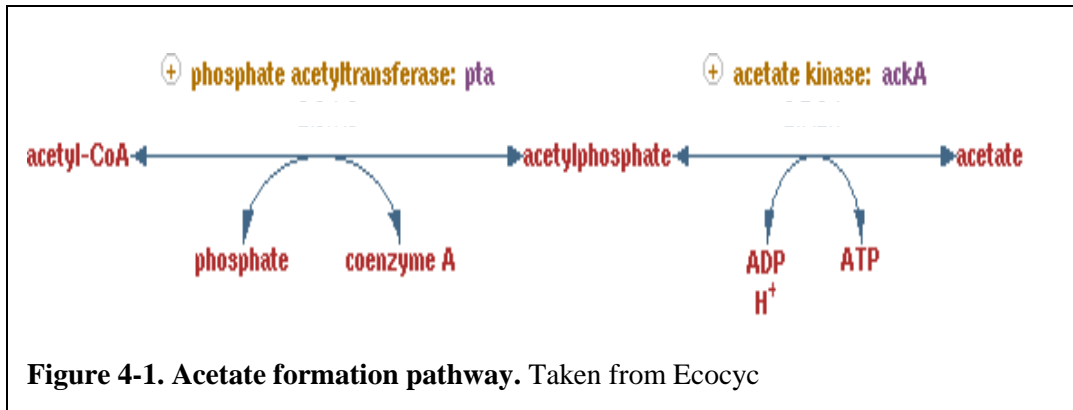 + phosphate acetyltransferase: pta
+ acetate kinase: ackA
acetyl-CoA acetylphosphate acetate
phosphate coenzyme A ADP ATP
H+
Figure 4-1. Acetate formation pathway. Taken from Ecocyc